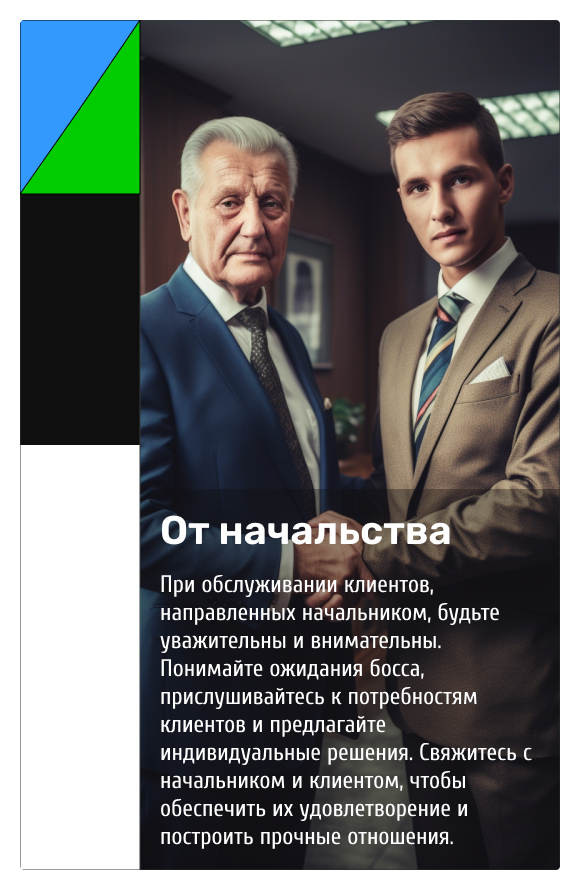 От начальства
При обслуживании клиентов,
направленных начальником, будьте
уважительны и внимательны.
Понимайте ожидания босса,
прислушивайтесь к потребностям
клиентов и предлагайте
индивидуальные решения. Свяжитесь с
начальником и клиентом, чтобы
обеспечить их удовлетворение и
построить прочные отношения.